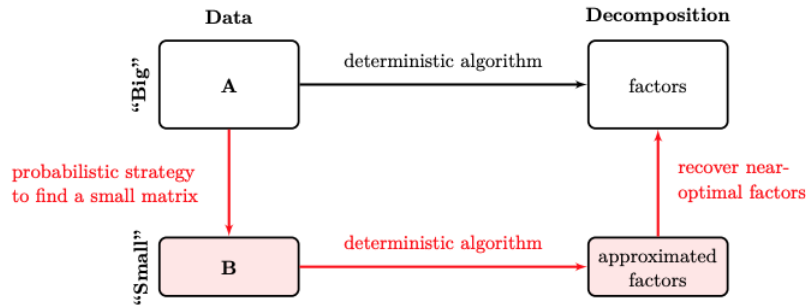 Data
Decomposition
“Big”
A
deterministic algorithm
factors
probabilistic strategy
to find a small matrix
recover near-
optimal factors
“Small”
B
deterministic algorithm
approximated
factors